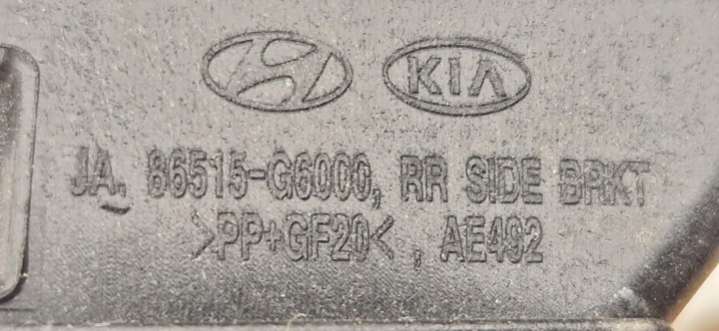 KIA
JA, 86515-G6000, RR SIDE BRKT
>PP+GF20<, AE492